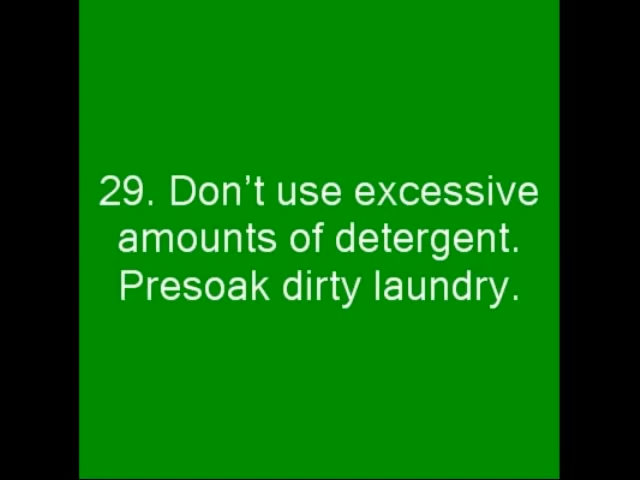 29. Don’t use excessive
amounts of detergent.
Presoak dirty laundry.